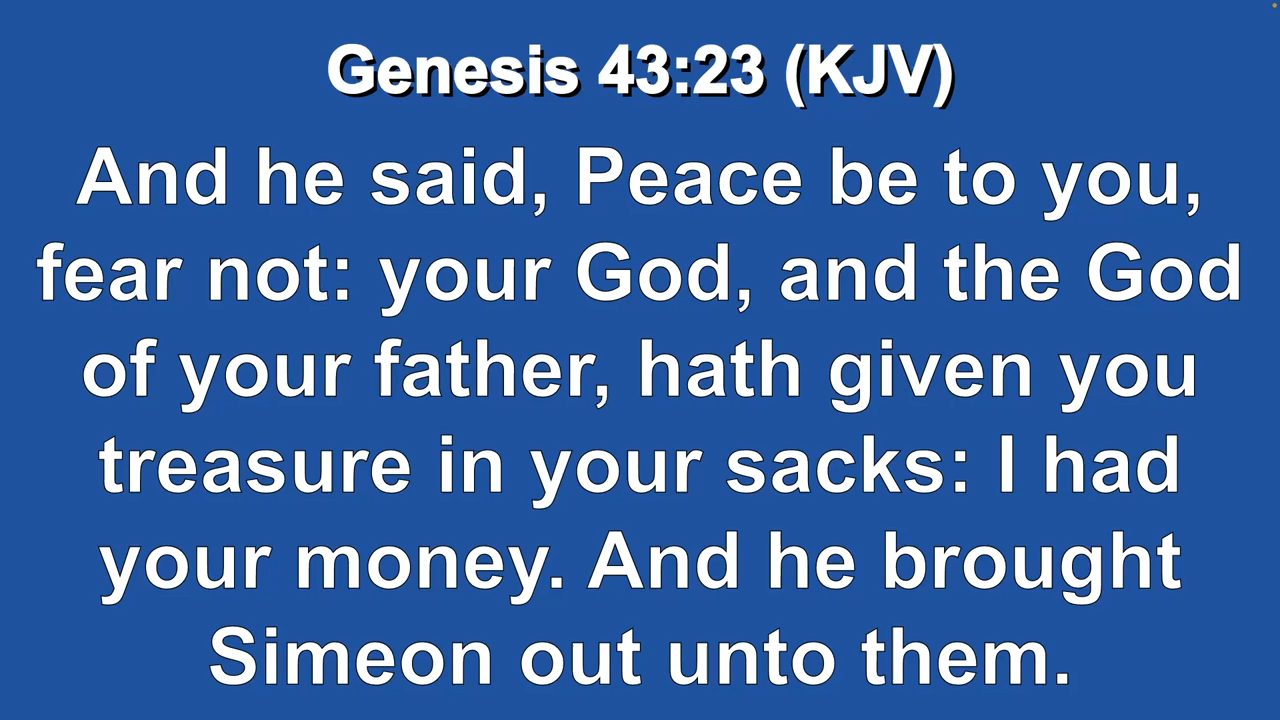 Genesis 43:23 (KJV)
And he said, Peace be to you,
fear not: your God, and the God
of your father, hath given you
treasure in your sacks: I had
your money. And he brought
Simeon out unto them.